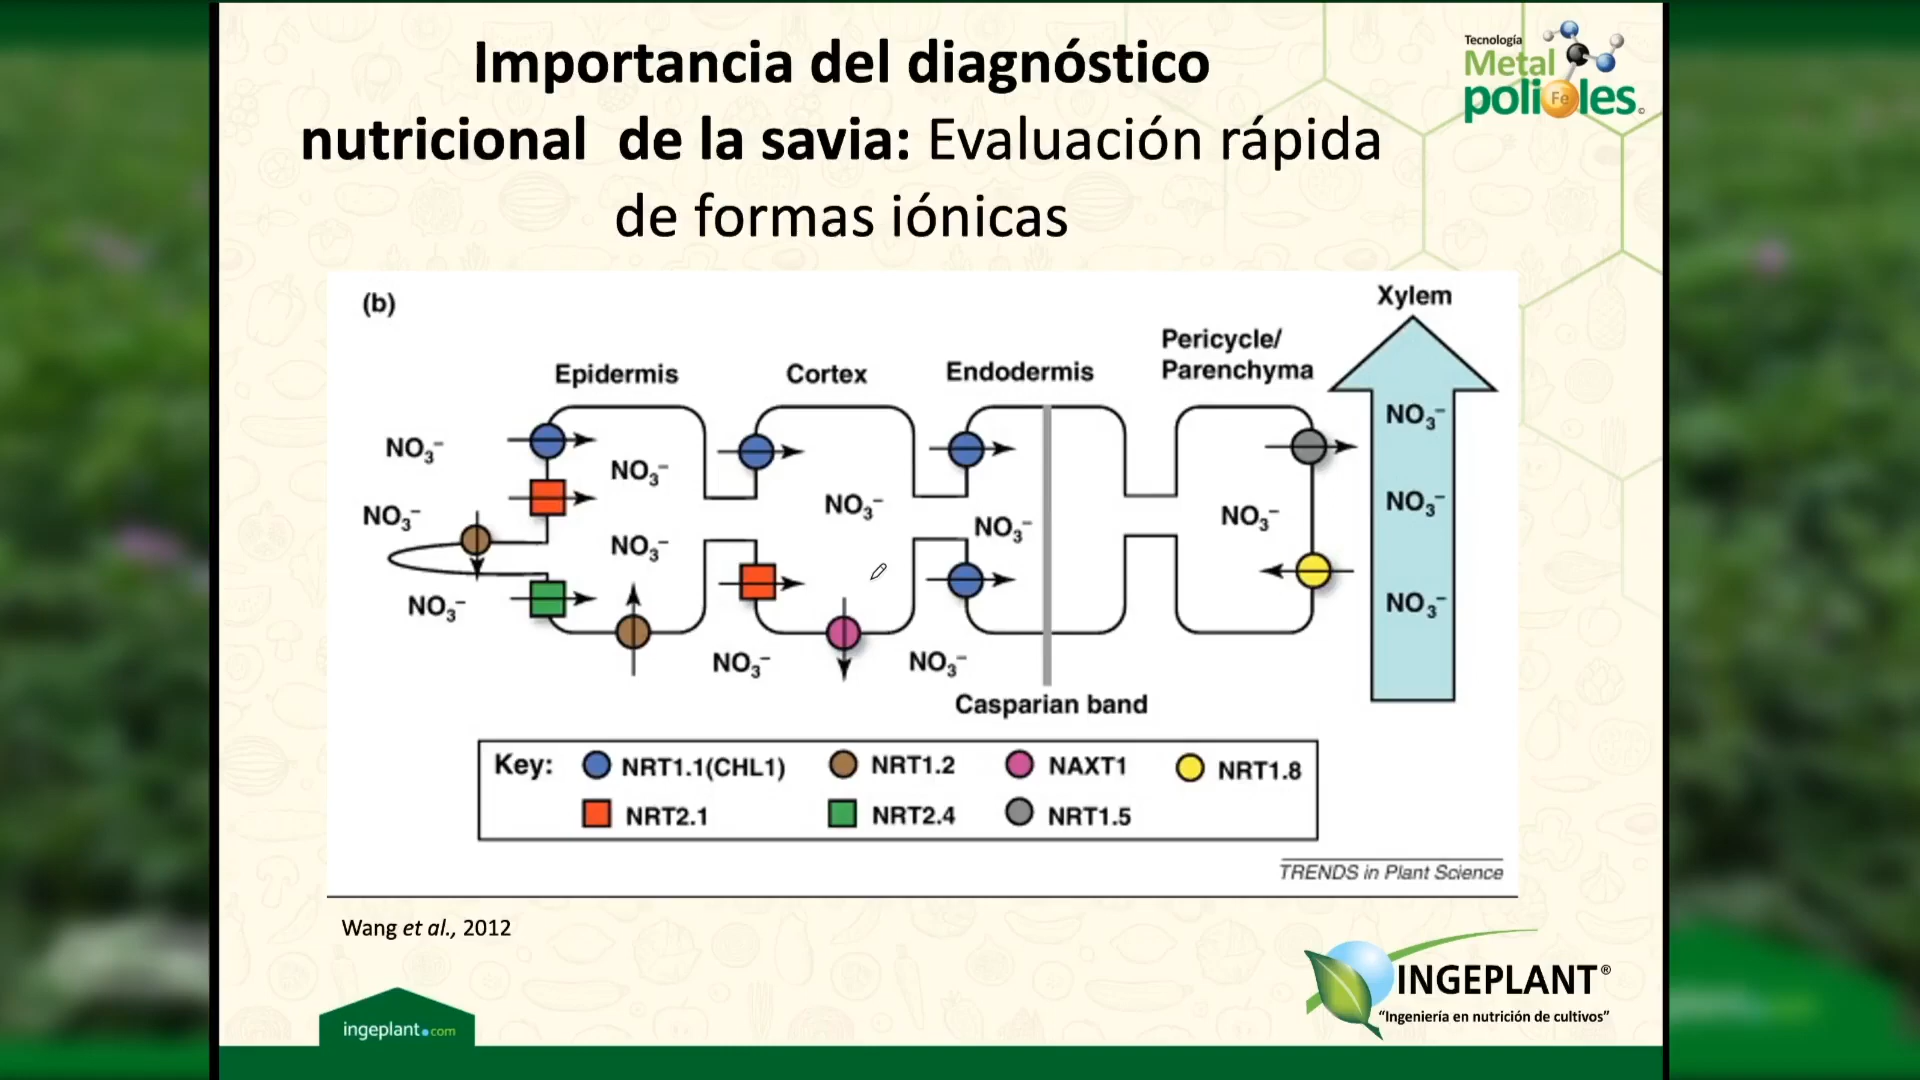 Importancia del diagnóstico
nutricional de la savia: Evaluación rápida
de formas iónicas
Tecnología
Metal
polioles
Fe
©
(b)
Xylem
Pericycle/
Parenchyma
Epidermis
Cortex
Endodermis
NO₃⁻
NO₃⁻
NO₃⁻
NO₃⁻
NO₃⁻
NO₃⁻
NO₃⁻
NO₃⁻
NO₃⁻
NO₃⁻
NO₃⁻
NO₃⁻
NO₃⁻
NO₃⁻
Casparian band
Key: NRT1.1(CHL1) NRT1.2 NAXT1 NRT1.8
NRT2.1 NRT2.4 NRT1.5
TRENDS in Plant Science
Wang et al., 2012
INGEPLANT®
“Ingeniería en nutrición de cultivos”
ingeplant.com